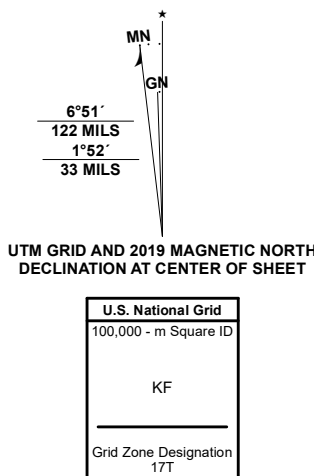 ★
MN
GN
6°51´
122 MILS
1°52´
33 MILS
UTM GRID AND 2019 MAGNETIC NORTH
DECLINATION AT CENTER OF SHEET
U.S. National Grid
100,000 - m Square ID
KF
Grid Zone Designation
17T